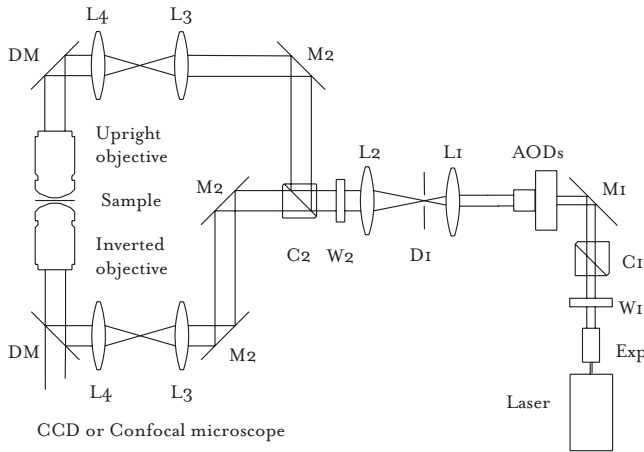 L4
L3
DM
M2
Upright
objective
Sample
Inverted
objective
M2
L2
L1
AODs
M1
C2
W2
D1
C1
W1
DM
M2
L4
L3
Exp
Laser
CCD or Confocal microscope